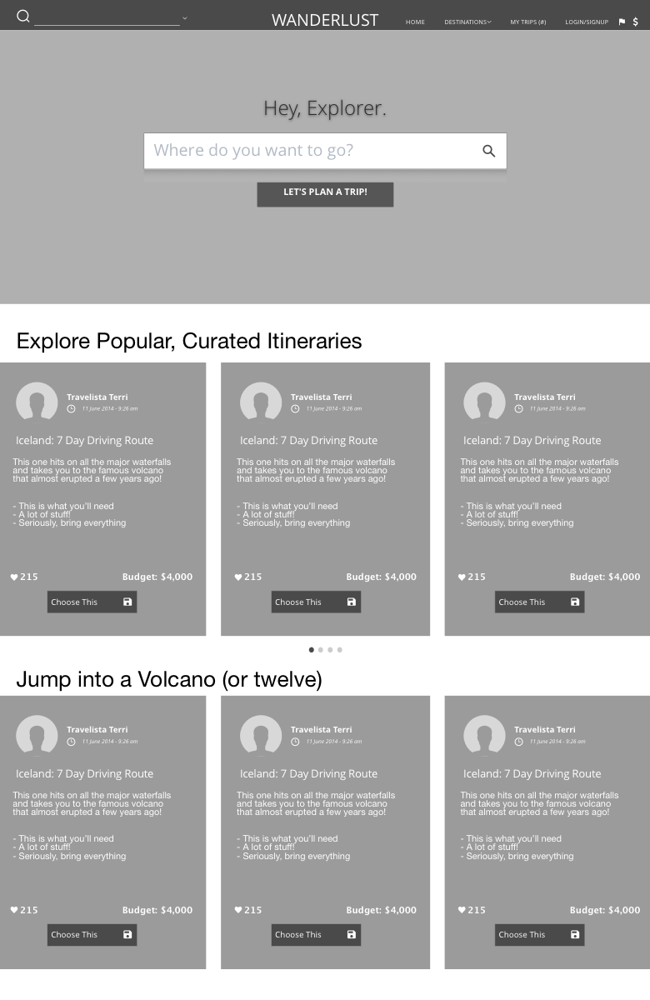 WANDERLUST
HOME DESTINATIONS MY TRIPS (#) LOGIN/SIGNUP $
Hey, Explorer.
Where do you want to go?
LET'S PLAN A TRIP!
Explore Popular, Curated Itineraries
Travelista Terri
11 June 2014 - 9:26 am
Iceland: 7 Day Driving Route
This one hits on all the major waterfalls
and takes you to the famous volcano
that almost erupted a few years ago!
- This is what you'll need
- A lot of stuff!
- Seriously, bring everything
215 Budget: $4,000
Choose This
Travelista Terri
11 June 2014 - 9:26 am
Iceland: 7 Day Driving Route
This one hits on all the major waterfalls
and takes you to the famous volcano
that almost erupted a few years ago!
- This is what you'll need
- A lot of stuff!
- Seriously, bring everything
215 Budget: $4,000
Choose This
Travelista Terri
11 June 2014 - 9:26 am
Iceland: 7 Day Driving Route
This one hits on all the major waterfalls
and takes you to the famous volcano
that almost erupted a few years ago!
- This is what you'll need
- A lot of stuff!
- Seriously, bring everything
215 Budget: $4,000
Choose This
Jump into a Volcano (or twelve)
Travelista Terri
11 June 2014 - 9:26 am
Iceland: 7 Day Driving Route
This one hits on all the major waterfalls
and takes you to the famous volcano
that almost erupted a few years ago!
- This is what you'll need
- A lot of stuff!
- Seriously, bring everything
215 Budget: $4,000
Choose This
Travelista Terri
11 June 2014 - 9:26 am
Iceland: 7 Day Driving Route
This one hits on all the major waterfalls
and takes you to the famous volcano
that almost erupted a few years ago!
- This is what you'll need
- A lot of stuff!
- Seriously, bring everything
215 Budget: $4,000
Choose This
Travelista Terri
11 June 2014 - 9:26 am
Iceland: 7 Day Driving Route
This one hits on all the major waterfalls
and takes you to the famous volcano
that almost erupted a few years ago!
- This is what you'll need
- A lot of stuff!
- Seriously, bring everything
215 Budget: $4,000
Choose This